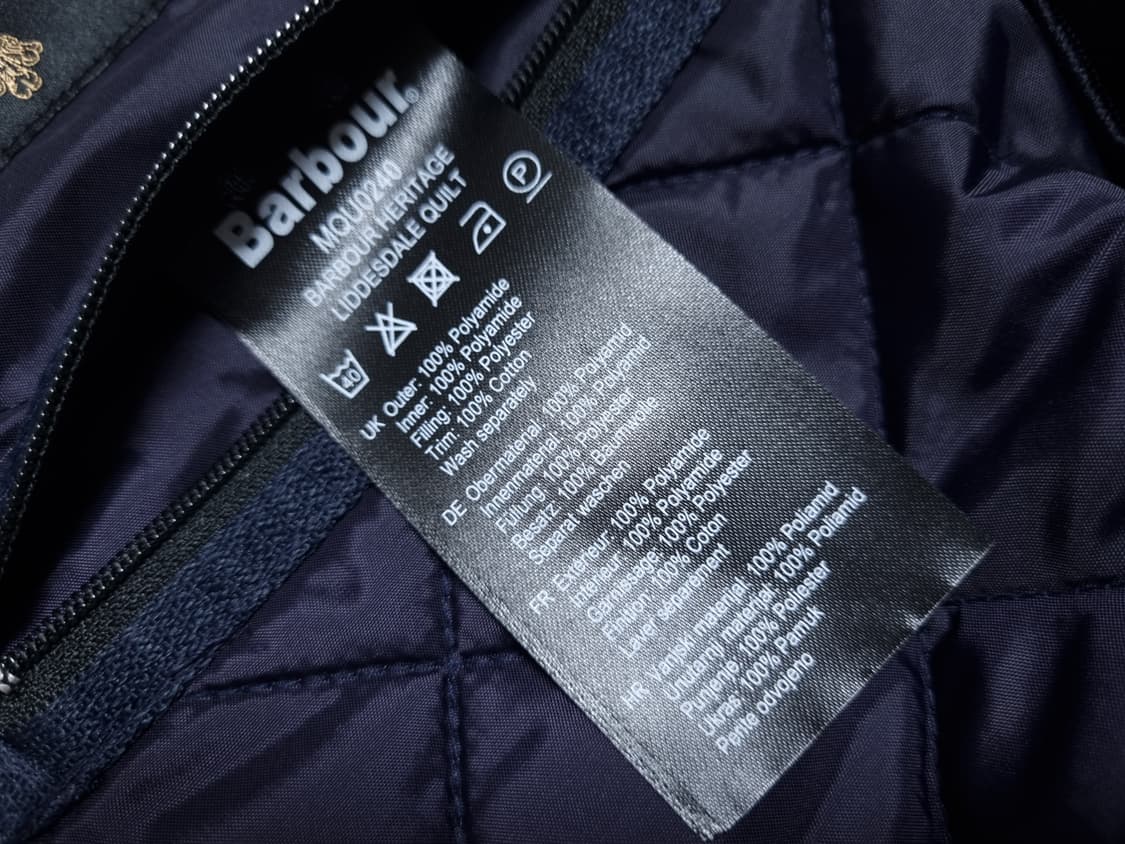 Barbour®
MQU0240
BARBOUR HERITAGE
LIDDESDALE QUILT
40
P
UK Outer: 100% Polyamide
Inner: 100% Polyamide
Filling: 100% Polyester
Trim: 100% Cotton
Wash separately
DE Obermaterial 100% Polyamid
Innenmaterial: 100% Polyamid
Füllung: 100% Polyester
Besatz 100% Baumwolle
Separat waschen
FR Extérieur 100% Polyamide
Intérieur: 100% Polyamide
Garnissage: 100% Polyester
Finition 100% Coton
Laver séparément
HR Vanjski materijal: 100% Poliamid
Unutarnji materijal 100% Poliamid
Punjenje, 100% Poliester
Ukras: 100% Pamuk
Perite odvojeno